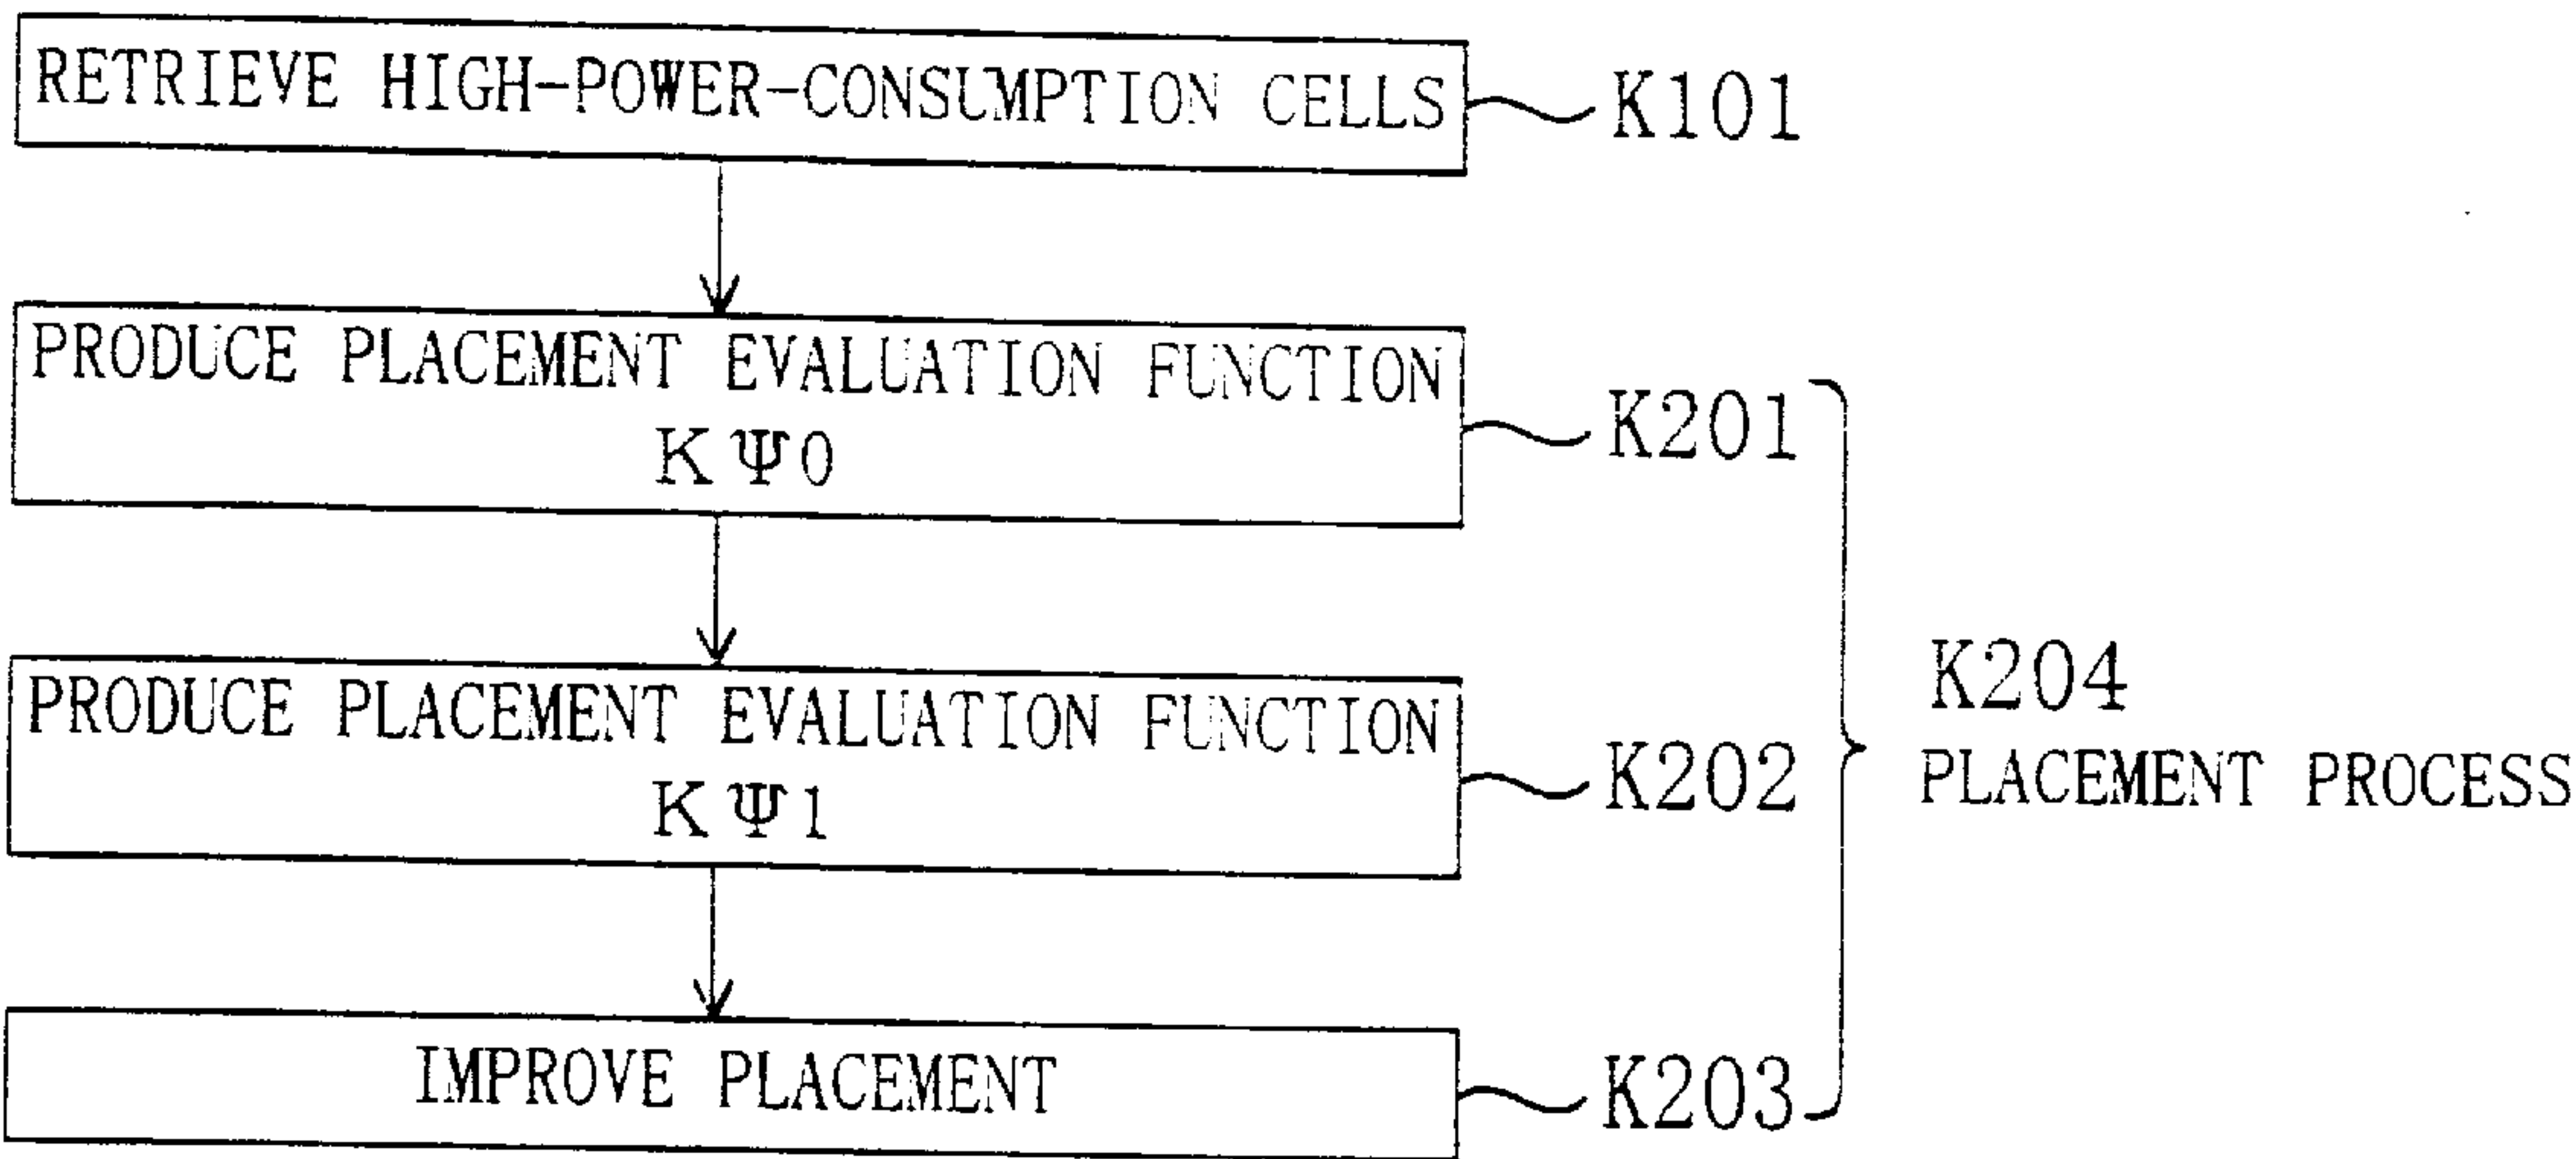 RETRIEVE HIGH-POWER-CONSUMPTION CELLS
K101
PRODUCE PLACEMENT EVALUATION FUNCTION
KΨ0
K201
PRODUCE PLACEMENT EVALUATION FUNCTION
KΨ1
K202
K204
PLACEMENT PROCESS
IMPROVE PLACEMENT
K203